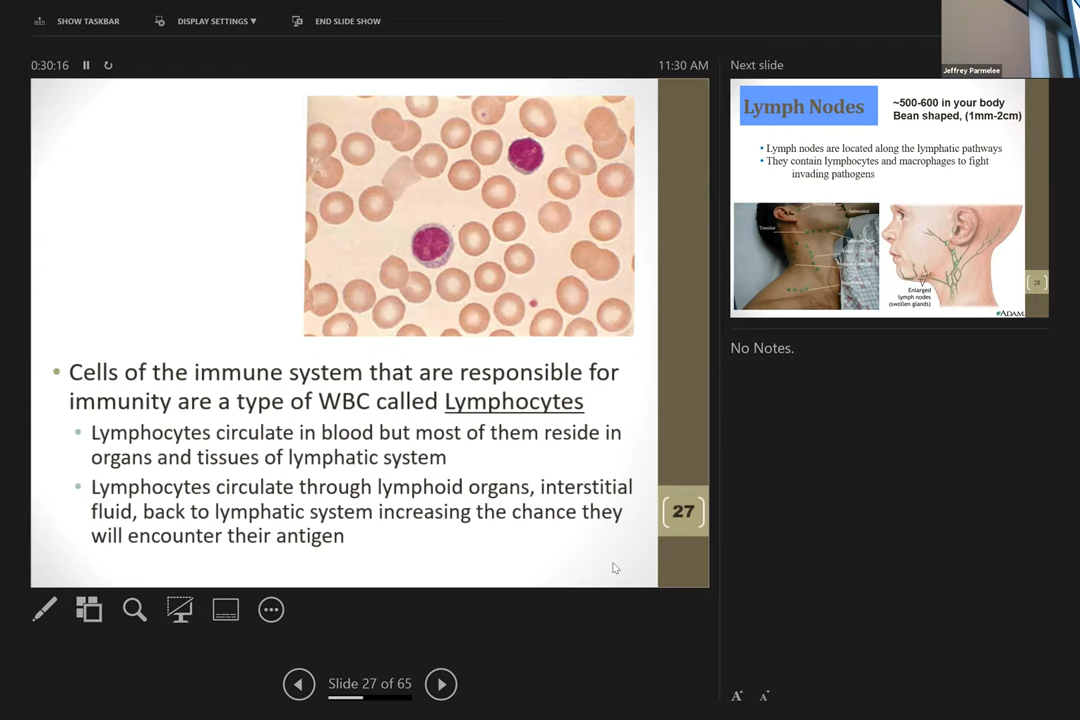 SHOW TASKBAR
DISPLAY SETTINGS ▼
END SLIDE SHOW
Jeffrey Parmelee
0:30:16
11:30 AM
Next slide
• Cells of the immune system that are responsible for
immunity are a type of WBC called Lymphocytes
• Lymphocytes circulate in blood but most of them reside in
organs and tissues of lymphatic system
• Lymphocytes circulate through lymphoid organs, interstitial
fluid, back to lymphatic system increasing the chance they
will encounter their antigen
27
Lymph Nodes
~500-600 in your body
Bean shaped, (1mm-2cm)
• Lymph nodes are located along the lymphatic pathways
• They contain lymphocytes and macrophages to fight
invading pathogens
Tonsilar
Enlarged
lymph nodes
(swollen glands)
28
ADAM
No Notes.
Slide 27 of 65
A
A